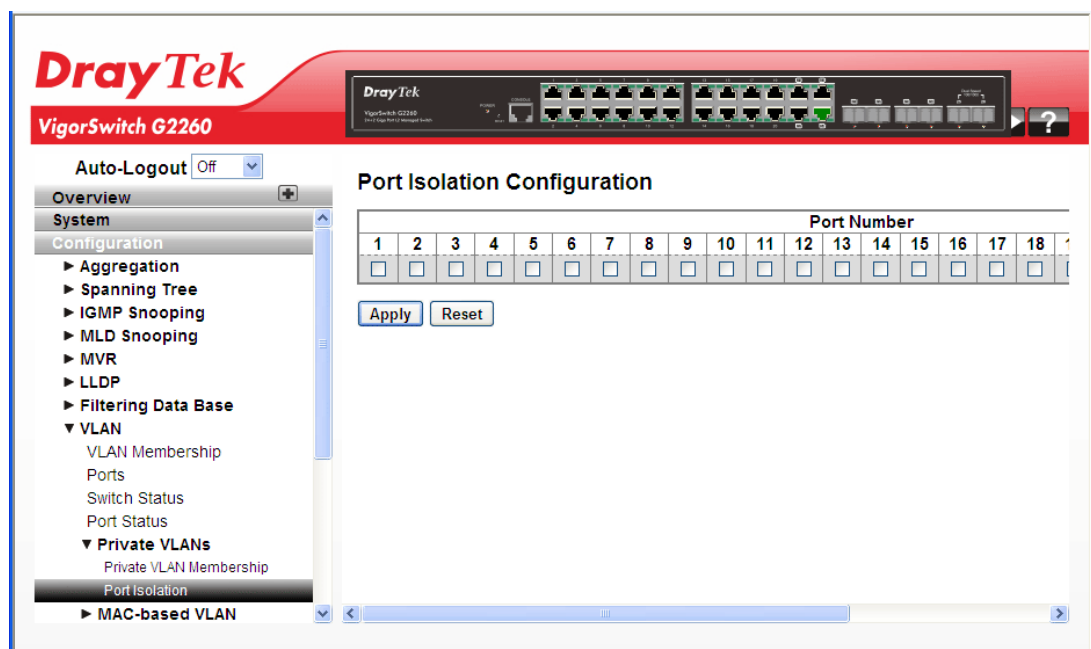 DrayTek
VigorSwitch G2260
DrayTek
VigorSwitch G2260
POWER
CONSOLE
Auto-Logout Off
Overview
System
Configuration
Aggregation
Spanning Tree
IGMP Snooping
MLD Snooping
MVR
LLDP
Filtering Data Base
VLAN
VLAN Membership
Ports
Switch Status
Port Status
Private VLANs
Private VLAN Membership
Port Isolation
MAC-based VLAN
?
Port Isolation Configuration
Port Number
1 2 3 4 5 6 7 8 9 10 11 12 13 14 15 16 17 18
Apply Reset